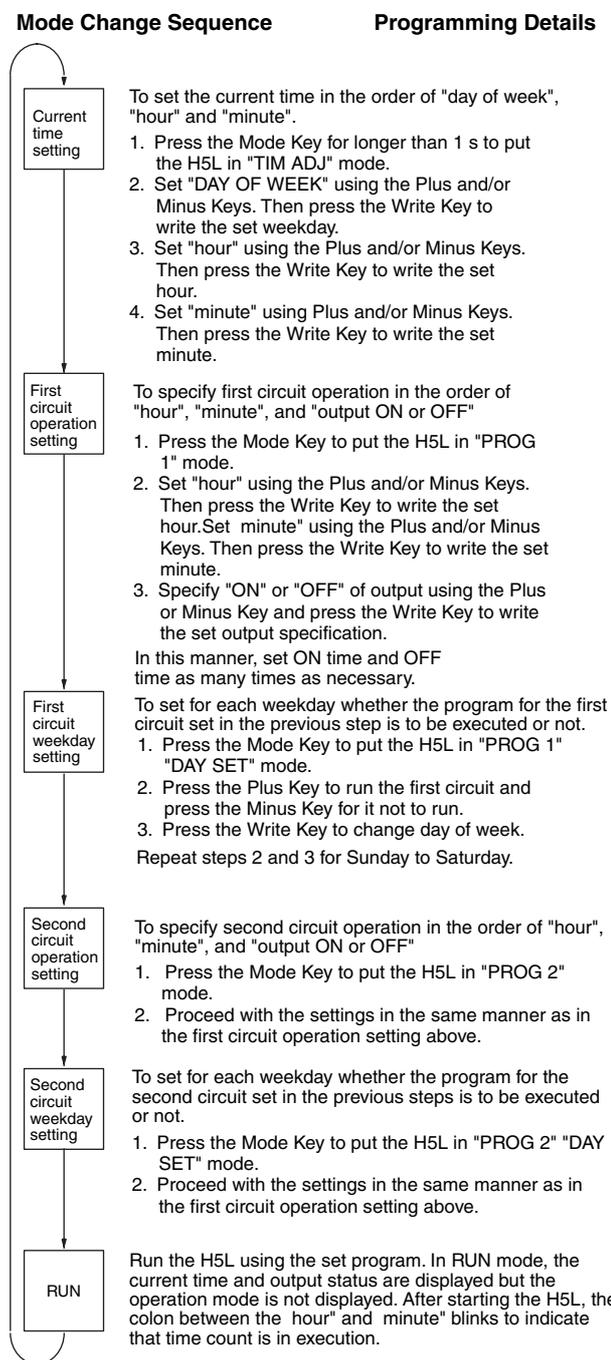 Mode Change Sequence
Programming Details
Current
time
setting
To set the current time in the order of "day of week",
"hour" and "minute".
1. Press the Mode Key for longer than 1 s to put
the H5L in "TIM ADJ" mode.
2. Set "DAY OF WEEK" using the Plus and/or
Minus Keys. Then press the Write Key to
write the set weekday.
3. Set "hour" using the Plus and/or Minus Keys.
Then press the Write Key to write the set
hour.
4. Set "minute" using Plus and/or Minus Keys.
Then press the Write Key to write the set
minute.
First
circuit
operation
setting
To specify first circuit operation in the order of
"hour", "minute", and "output ON or OFF"
1. Press the Mode Key to put the H5L in "PROG
1" mode.
2. Set "hour" using the Plus and/or Minus Keys.
Then press the Write Key to write the set
hour.Set minute" using the Plus and/or Minus
Keys. Then press the Write Key to write the set
minute.
3. Specify "ON" or "OFF" of output using the Plus
or Minus Key and press the Write Key to write
the set output specification.
In this manner, set ON time and OFF
time as many times as necessary.
First
circuit
weekday
setting
To set for each weekday whether the program for the first
circuit set in the previous step is to be executed or not.
1. Press the Mode Key to put the H5L in "PROG 1"
"DAY SET" mode.
2. Press the Plus Key to run the first circuit and
press the Minus Key for it not to run.
3. Press the Write Key to change day of week.
Repeat steps 2 and 3 for Sunday to Saturday.
Second
circuit
operation
setting
To specify second circuit operation in the order of "hour",
"minute", and "output ON or OFF"
1. Press the Mode Key to put the H5L in "PROG 2"
mode.
2. Proceed with the settings in the same manner as in
the first circuit operation setting above.
Second
circuit
weekday
setting
To set for each weekday whether the program for the
second circuit set in the previous steps is to be executed
or not.
1. Press the Mode Key to put the H5L in "PROG 2" "DAY
SET" mode.
2. Proceed with the settings in the same manner as in
the first circuit operation setting above.
RUN
Run the H5L using the set program. In RUN mode, the
current time and output status are displayed but the
operation mode is not displayed. After starting the H5L, the
colon between the hour" and minute" blinks to indicate
that time count is in execution.